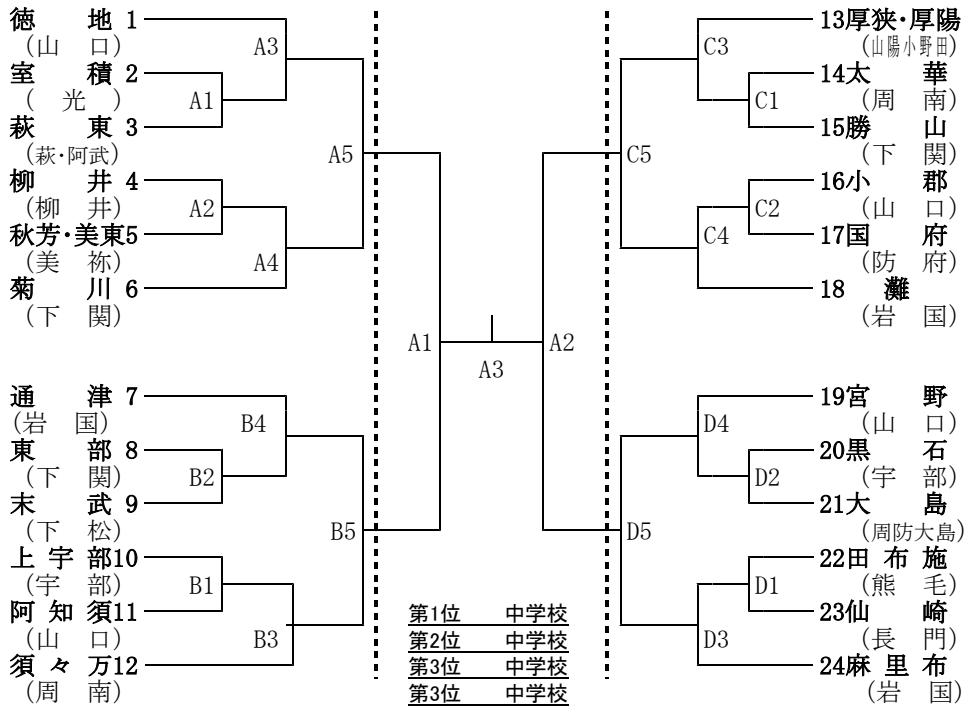 徳　地 1
(山　口)
A3
室　積 2
(　光　)
A1
萩　東 3
(萩・阿武)
A5
柳　井 4
(柳　井)
A2
秋芳・美東5
(美　祢)
A4
菊　川 6
(下　関)
A1
通　津 7
(岩　国)
B4
東　部 8
(下　関)
B2
末　武 9
(下　松)
B5
上 宇 部10
(宇　部)
B1
阿 知 須11
(山　口)
B3
須 々 万12
(周　南)
A3
第1位　中学校
第2位　中学校
第3位　中学校
第3位　中学校
13厚狭・厚陽
(山陽小野田)
C3
14太　華
(周　南)
C1
15勝　山
(下　関)
C5
16小　郡
(山　口)
C2
17国　府
(防　府)
C4
18　灘
(岩　国)
A2
19宮　野
(山　口)
D4
20黒　石
(宇　部)
D2
21大　島
(周防大島)
D5
22田 布 施
(熊　毛)
D1
23仙　崎
(長　門)
D3
24麻 里 布
(岩　国)